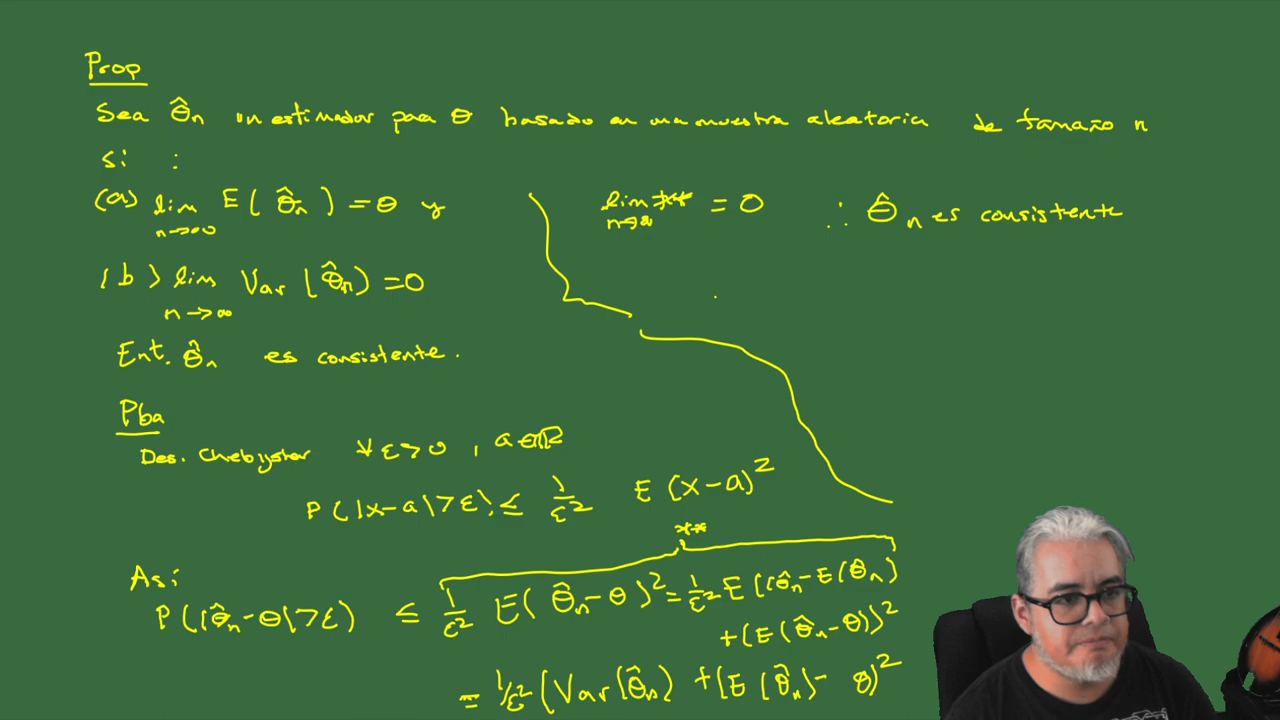 Prop
Sea θ̂n un estimador para θ basado en una muestra aleatoria de tamaño n
si :
(a) lim n→∞ E(θ̂n) = θ y
(b) lim n→∞ Var(θ̂n) = 0
Ent. θ̂n es consistente.
Pba
Des. Chebyshev ∀ε>0, a∈ℝ
P(|x-a|>ε) ≤ 1/ε² E(x-a)²
Así
P(|θ̂n-θ|>ε) ≤ 1/ε² E(θ̂n-θ)² = 1/ε² E((θ̂n-E(θ̂n)
+(E(θ̂n-θ))²
= 1/ε² (Var(θ̂n) + (E(θ̂n)-θ)²
**
lim n→∞ ** = 0 ∴ θ̂n es consistente